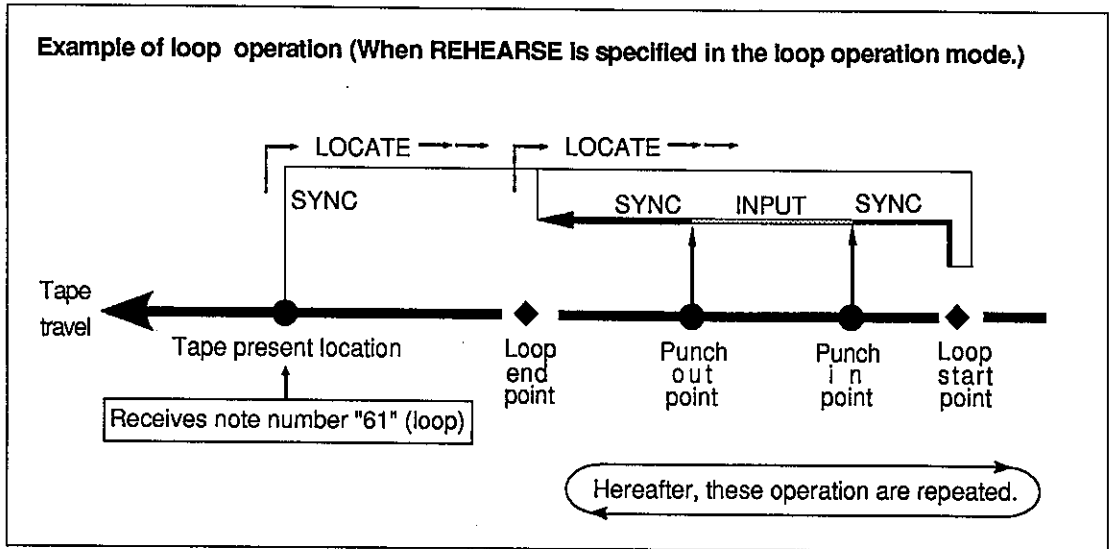 Example of loop operation (When REHEARSE is specified in the loop operation mode.)
LOCATE
LOCATE
SYNC
SYNC
INPUT
SYNC
Tape
travel
Tape present location
Loop
end
point
Punch
out
point
Punch
in
point
Loop
start
point
Receives note number "61" (loop)
Hereafter, these operation are repeated.